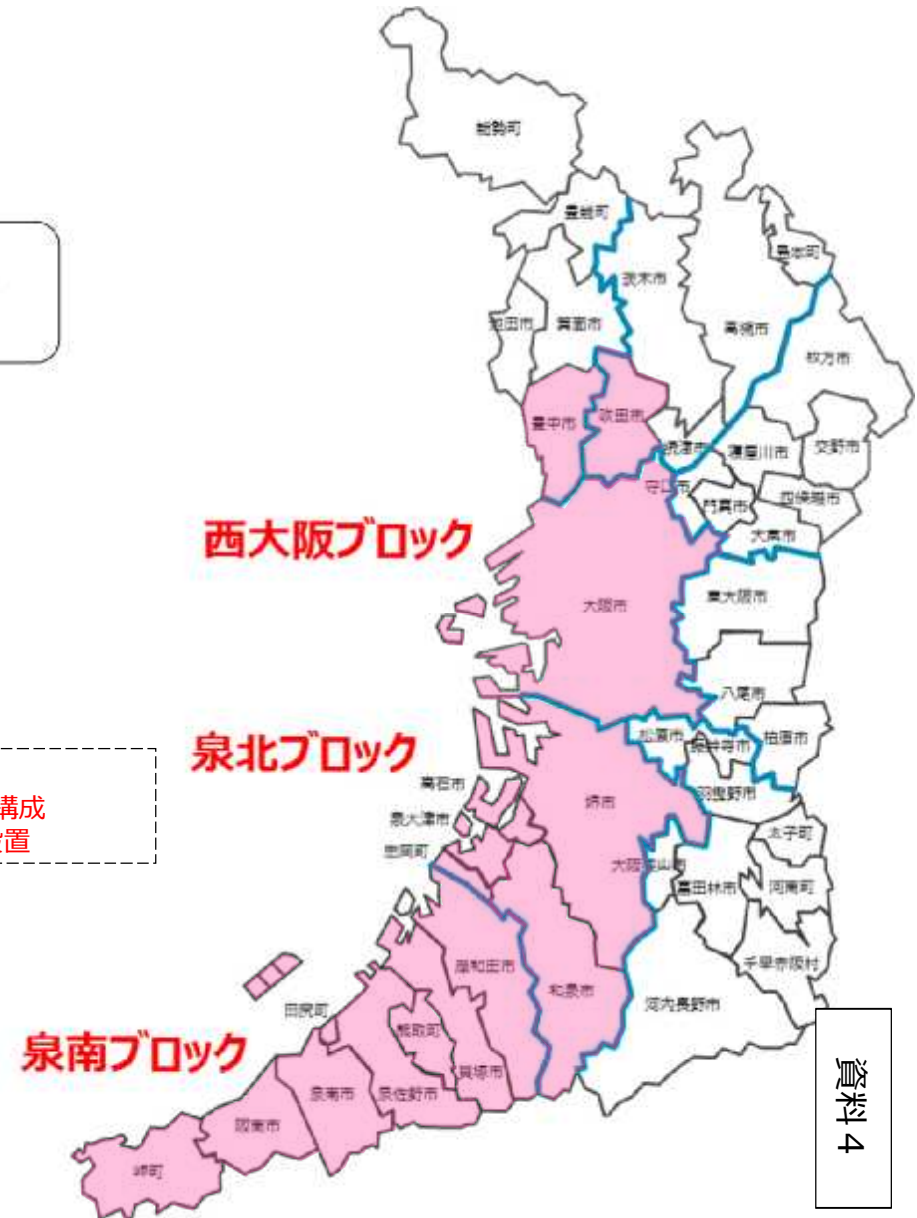 能勢町
豊能町
島本町
茨木市
池田市
箕面市
高槻市
枚方市
豊中市
吹田市
摂津市
寝屋川市
交野市
守口市
門真市
四條畷市
大東市
西大阪ブロック
大阪市
東大阪市
八尾市
泉北ブロック
松原市
藤井寺市
柏原市
高石市
堺市
羽曳野市
構成
泉大津市
太子町
置
忠岡町
大阪狭山市
富田林市
河南町
岸和田市
千早赤阪村
和泉市
田尻町
河内長野市
熊取町
泉南ブロック
貝塚市
泉南市
泉佐野市
阪南市
岬町
資料4